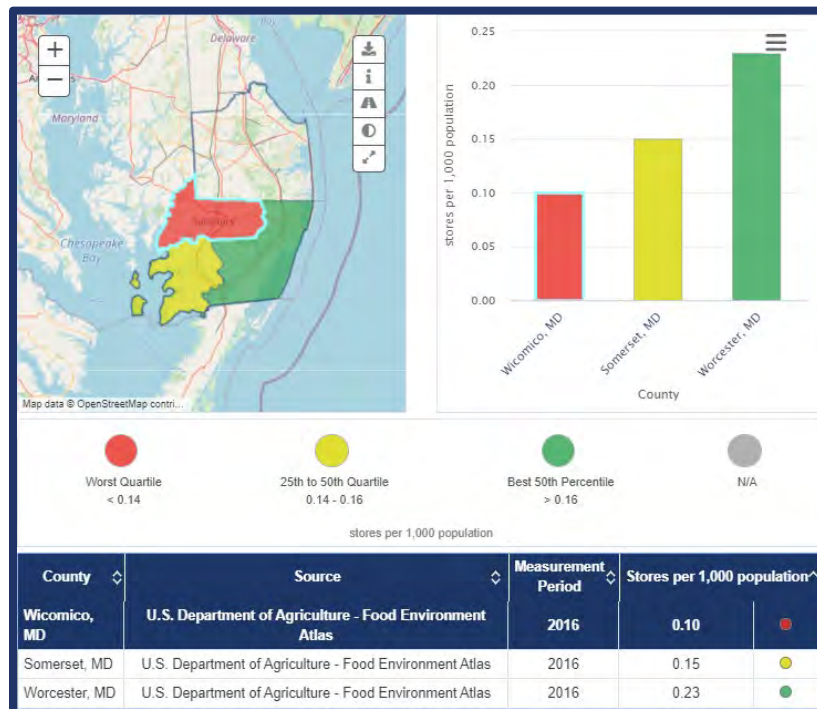 Delaware
Bay
Maryland
Salisbury
Chesapeake
Bay
Map data © OpenStreetMap contri...
+
−
i
0.25
0.20
0.15
0.10
0.05
0.00
stores per 1,000 population
Wicomico, MD
Somerset, MD
Worcester, MD
County
Worst Quartile
< 0.14
25th to 50th Quartile
0.14 - 0.16
Best 50th Percentile
> 0.16
N/A
stores per 1,000 population
County Source Measurement Period Stores per 1,000 population
Wicomico, MD U.S. Department of Agriculture - Food Environment Atlas 2016 0.10
Somerset, MD U.S. Department of Agriculture - Food Environment Atlas 2016 0.15
Worcester, MD U.S. Department of Agriculture - Food Environment Atlas 2016 0.23